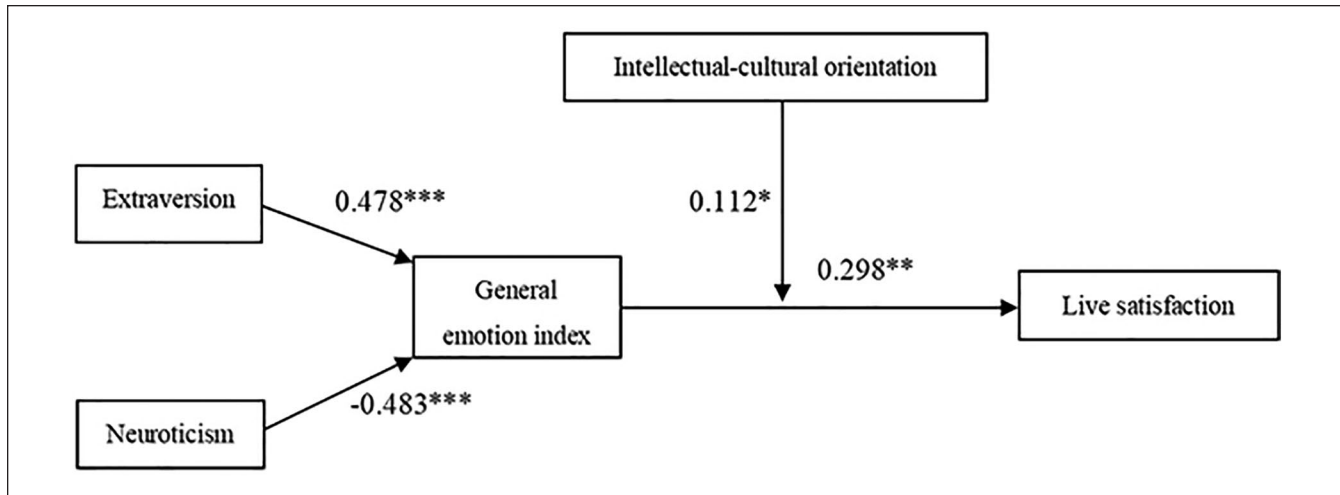 Intellectual-cultural orientation
Extraversion
0.478***
0.112*
General
emotion index
0.298**
Live satisfaction
-0.483***
Neuroticism